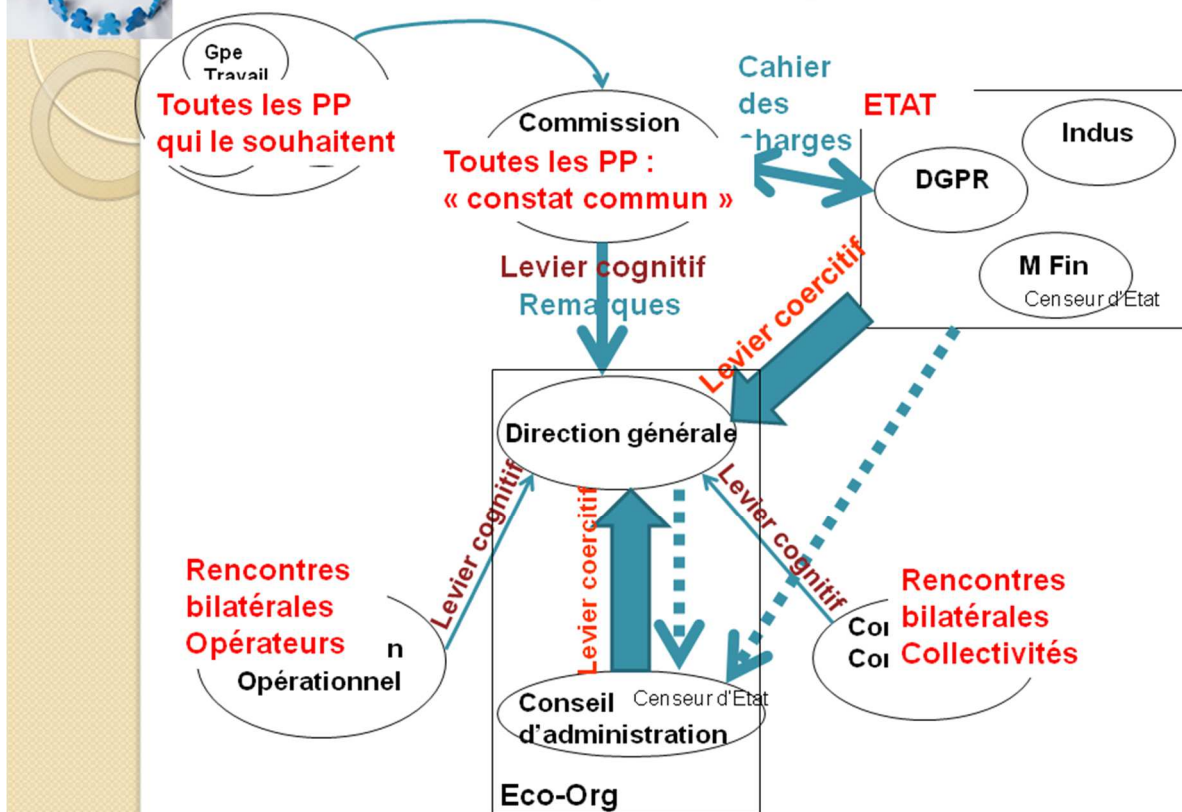 Gpe
Travail
Toutes les PP
qui le souhaitent
Commission
Toutes les PP :
« constat commun »
Cahier
des
charges
ETAT
Indus
DGPR
M Fin
Censeur d'Etat
Levier cognitif
Remarques
Levier coercitif
Direction générale
Levier cognitif
Levier coercitif
Levier cognitif
Rencontres
bilatérales
Opérateurs
n
Opérationnel
Rencontres
bilatérales
Collectivités
Conseil
d'administration
Censeur d'Etat
Eco-Org